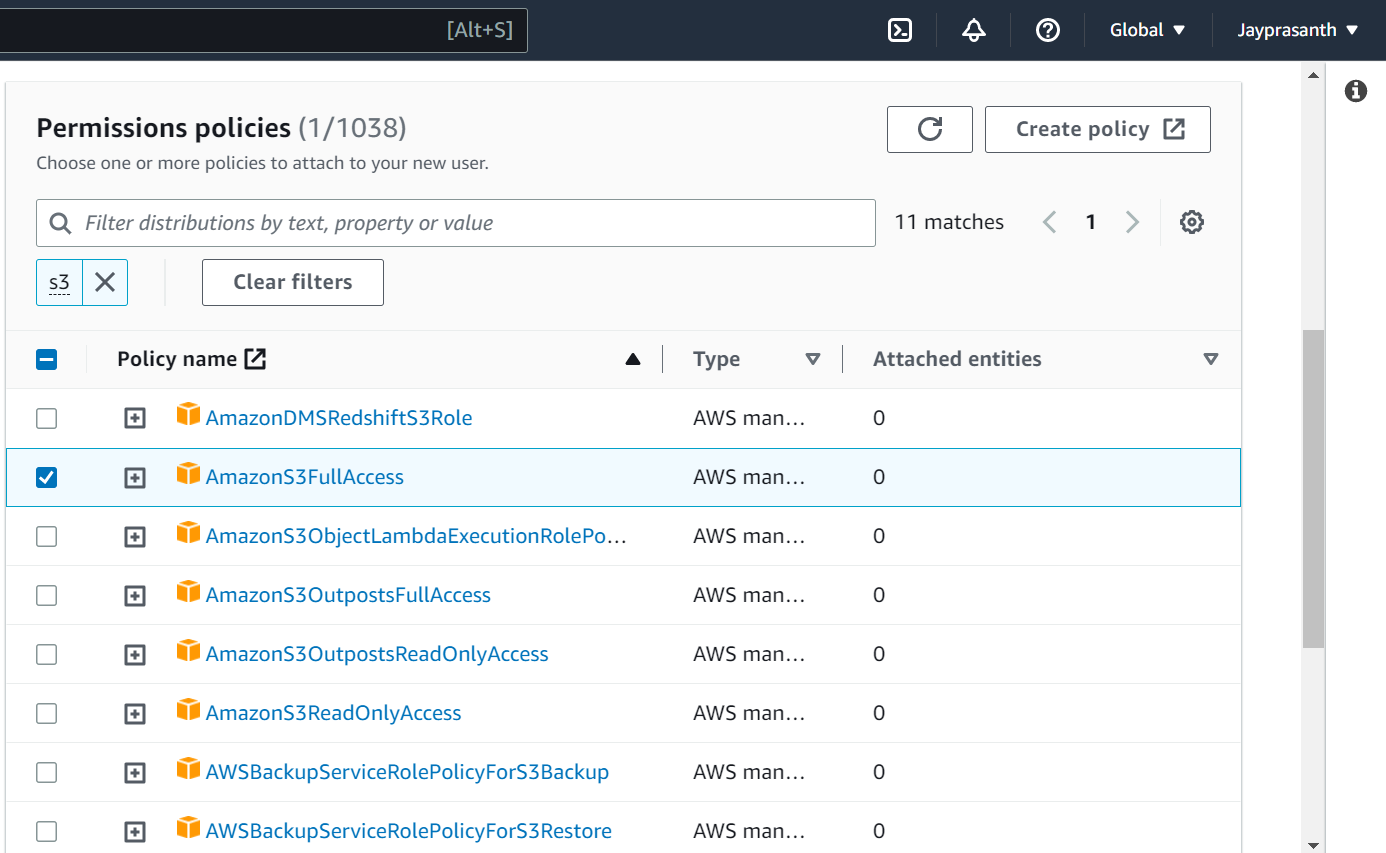 [Alt+S]
Global
Jayprasanth
Permissions policies (1/1038)
Choose one or more policies to attach to your new user.
Create policy
Filter distributions by text, property or value
11 matches
1
s3
Clear filters
Policy name
Type
Attached entities
AmazonDMSRedshiftS3Role AWS man... 0
AmazonS3FullAccess AWS man... 0
AmazonS3ObjectLambdaExecutionRolePo... AWS man... 0
AmazonS3OutpostsFullAccess AWS man... 0
AmazonS3OutpostsReadOnlyAccess AWS man... 0
AmazonS3ReadOnlyAccess AWS man... 0
AWSBackupServiceRolePolicyForS3Backup AWS man... 0
AWSBackupServiceRolePolicyForS3Restore AWS man... 0